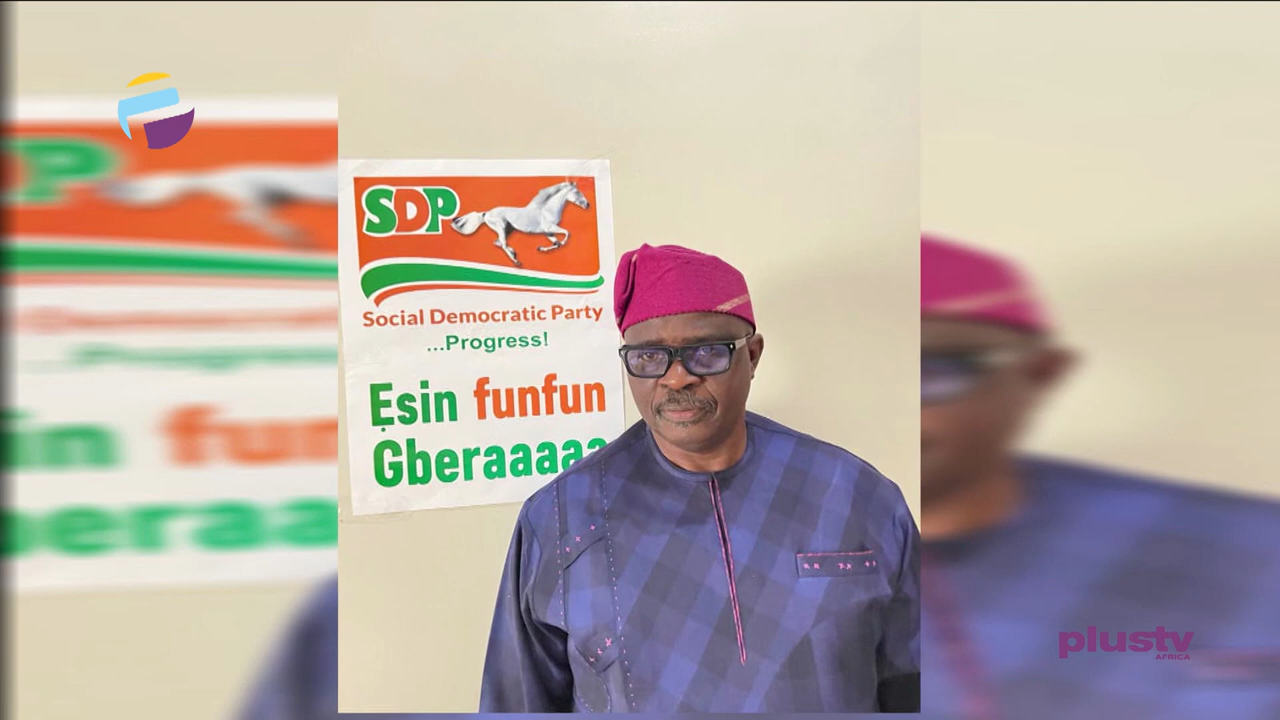 SDP
Social Democratic Party
...Progress!
Ẹsin funfun
Gberaaaaa
plustv
AFRICA